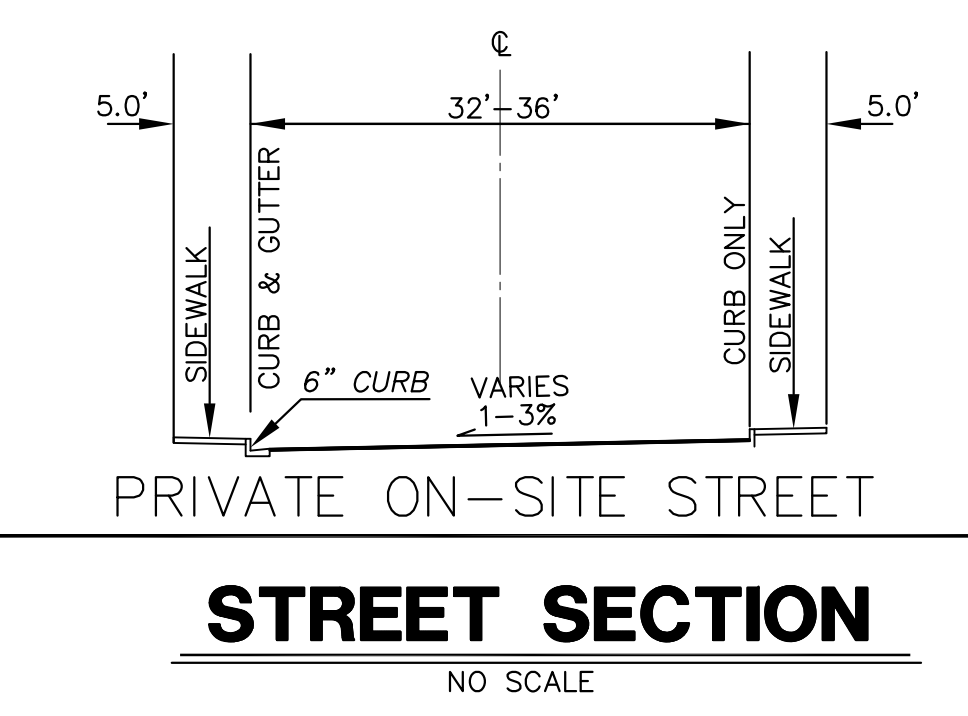 ℄
5.0'
32'-36'
5.0'
SIDEWALK
CURB & GUTTER
CURB ONLY
SIDEWALK
6" CURB
VARIES
1-3%
PRIVATE ON-SITE STREET
STREET SECTION
NO SCALE